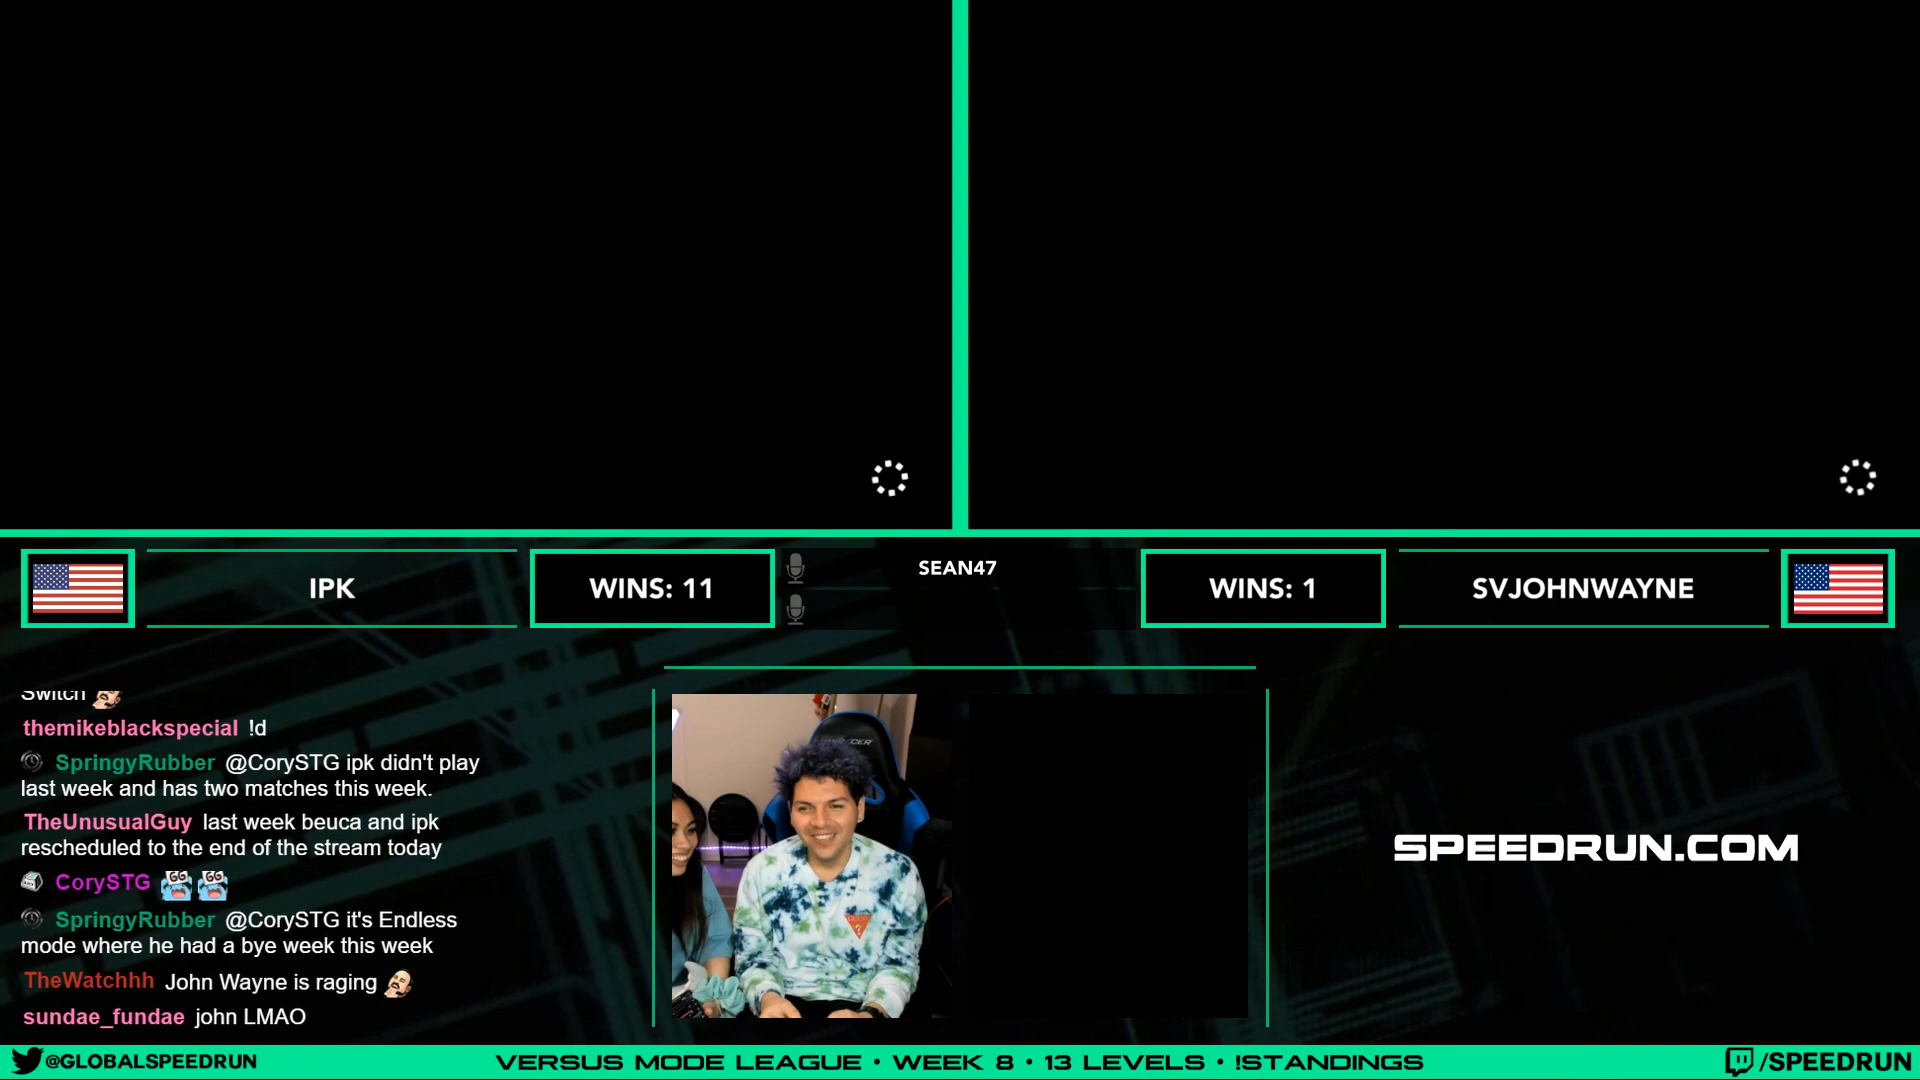 IPK
WINS: 11
SEAN47
WINS: 1
SVJOHNWAYNE
Switch
themikeblackspecial !d
SpringyRubber @CorySTG ipk didn't play
last week and has two matches this week.
TheUnusualGuy last week beuca and ipk
rescheduled to the end of the stream today
CorySTG
SpringyRubber @CorySTG it's Endless
mode where he had a bye week this week
TheWatchhh John Wayne is raging
sundae_fundae john LMAO
SPEEDRUN.COM
@GLOBALSPEEDRUN
VERSUS MODE LEAGUE • WEEK 8 • 13 LEVELS • !STANDINGS
/SPEEDRUN